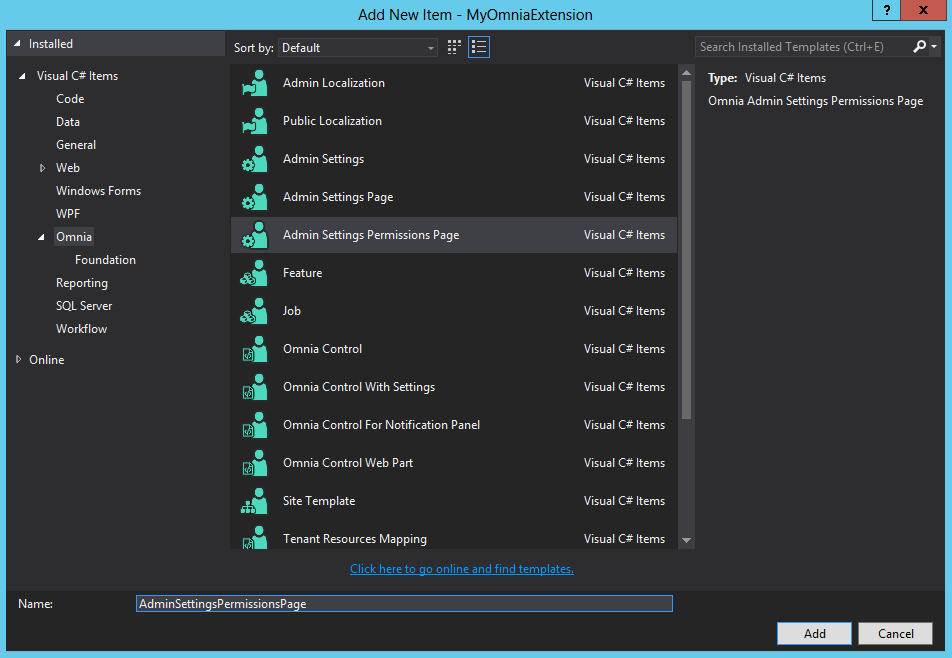 Add New Item - MyOmniaExtension
?
x
Installed
Visual C# Items
Code
Data
General
Web
Windows Forms
WPF
Omnia
Foundation
Reporting
SQL Server
Workflow
Online
Sort by: Default
Search Installed Templates (Ctrl+E)
Admin Localization Visual C# Items
Public Localization Visual C# Items
Admin Settings Visual C# Items
Admin Settings Page Visual C# Items
Admin Settings Permissions Page Visual C# Items
Feature Visual C# Items
Job Visual C# Items
Omnia Control Visual C# Items
Omnia Control With Settings Visual C# Items
Omnia Control For Notification Panel Visual C# Items
Omnia Control Web Part Visual C# Items
Site Template Visual C# Items
Tenant Resources Mapping Visual C# Items
Click here to go online and find templates.
Type: Visual C# Items
Omnia Admin Settings Permissions Page
Name: AdminSettingsPermissionsPage
Add Cancel